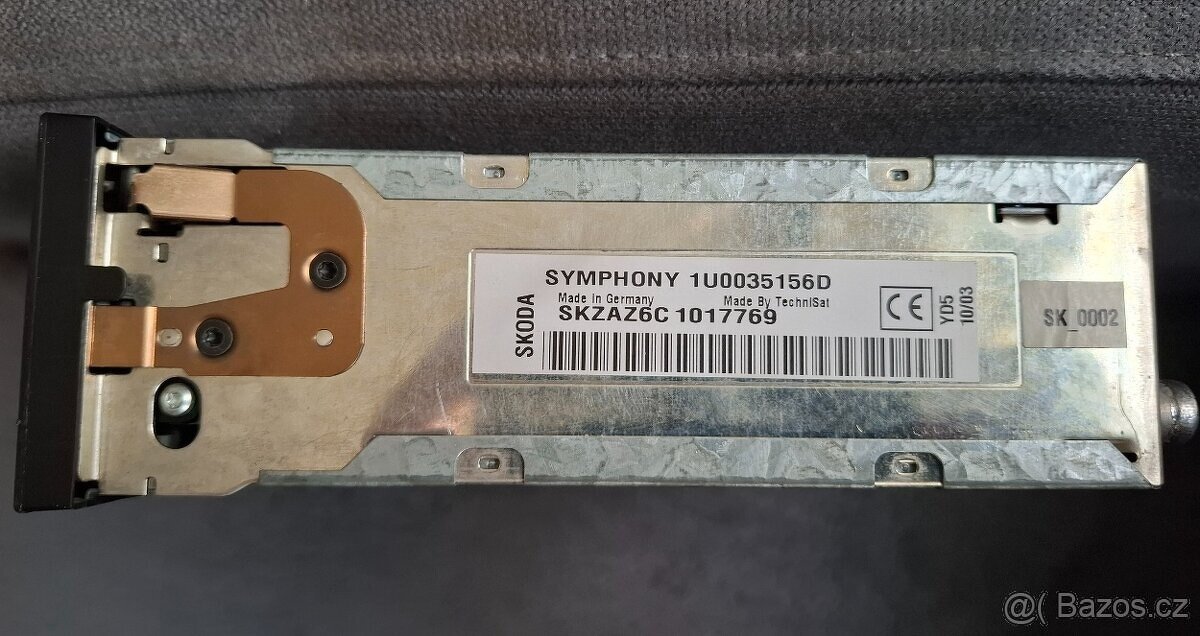 SKODA
SYMPHONY 1U0035156D
Made In Germany Made By TechniSat
SKZAZ6C 1017769
CE
YD5
10/03
SK_0002
@( Bazos.cz